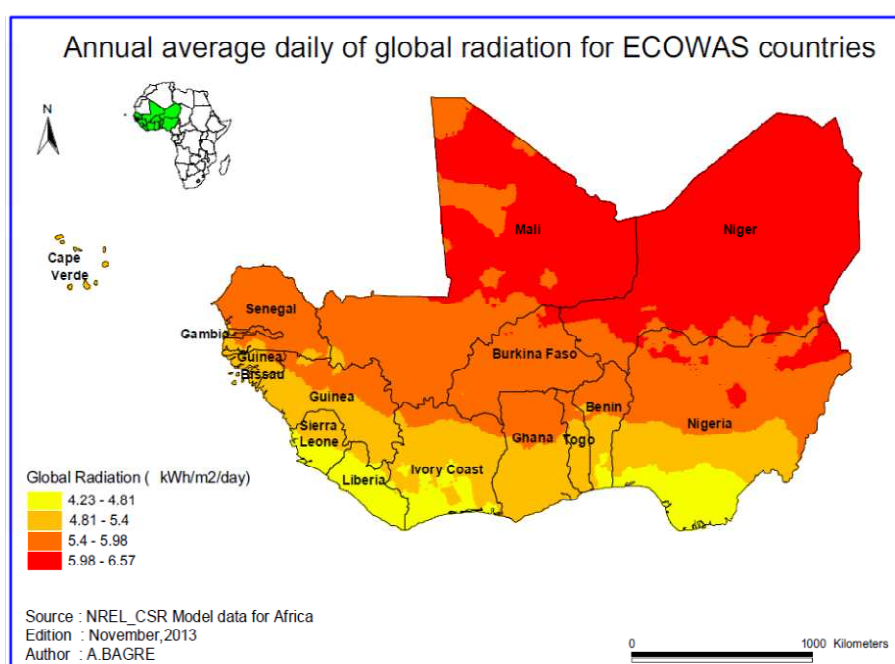 Annual average daily of global radiation for ECOWAS countries
N
Cape
Verde
Mali
Niger
Senegal
Gambie
Guinea
Bissau
Burkina Faso
Guinea
Benin
Sierra
Leone
Ghana
Togo
Nigeria
Ivory Coast
Liberia
Global Radiation ( kWh/m2/day)
4.23 - 4.81
4.81 - 5.4
5.4 - 5.98
5.98 - 6.57
Source : NREL_CSR Model data for Africa
Edition : November,2013
Author : A.BAGRE
0 1000 Kilometers